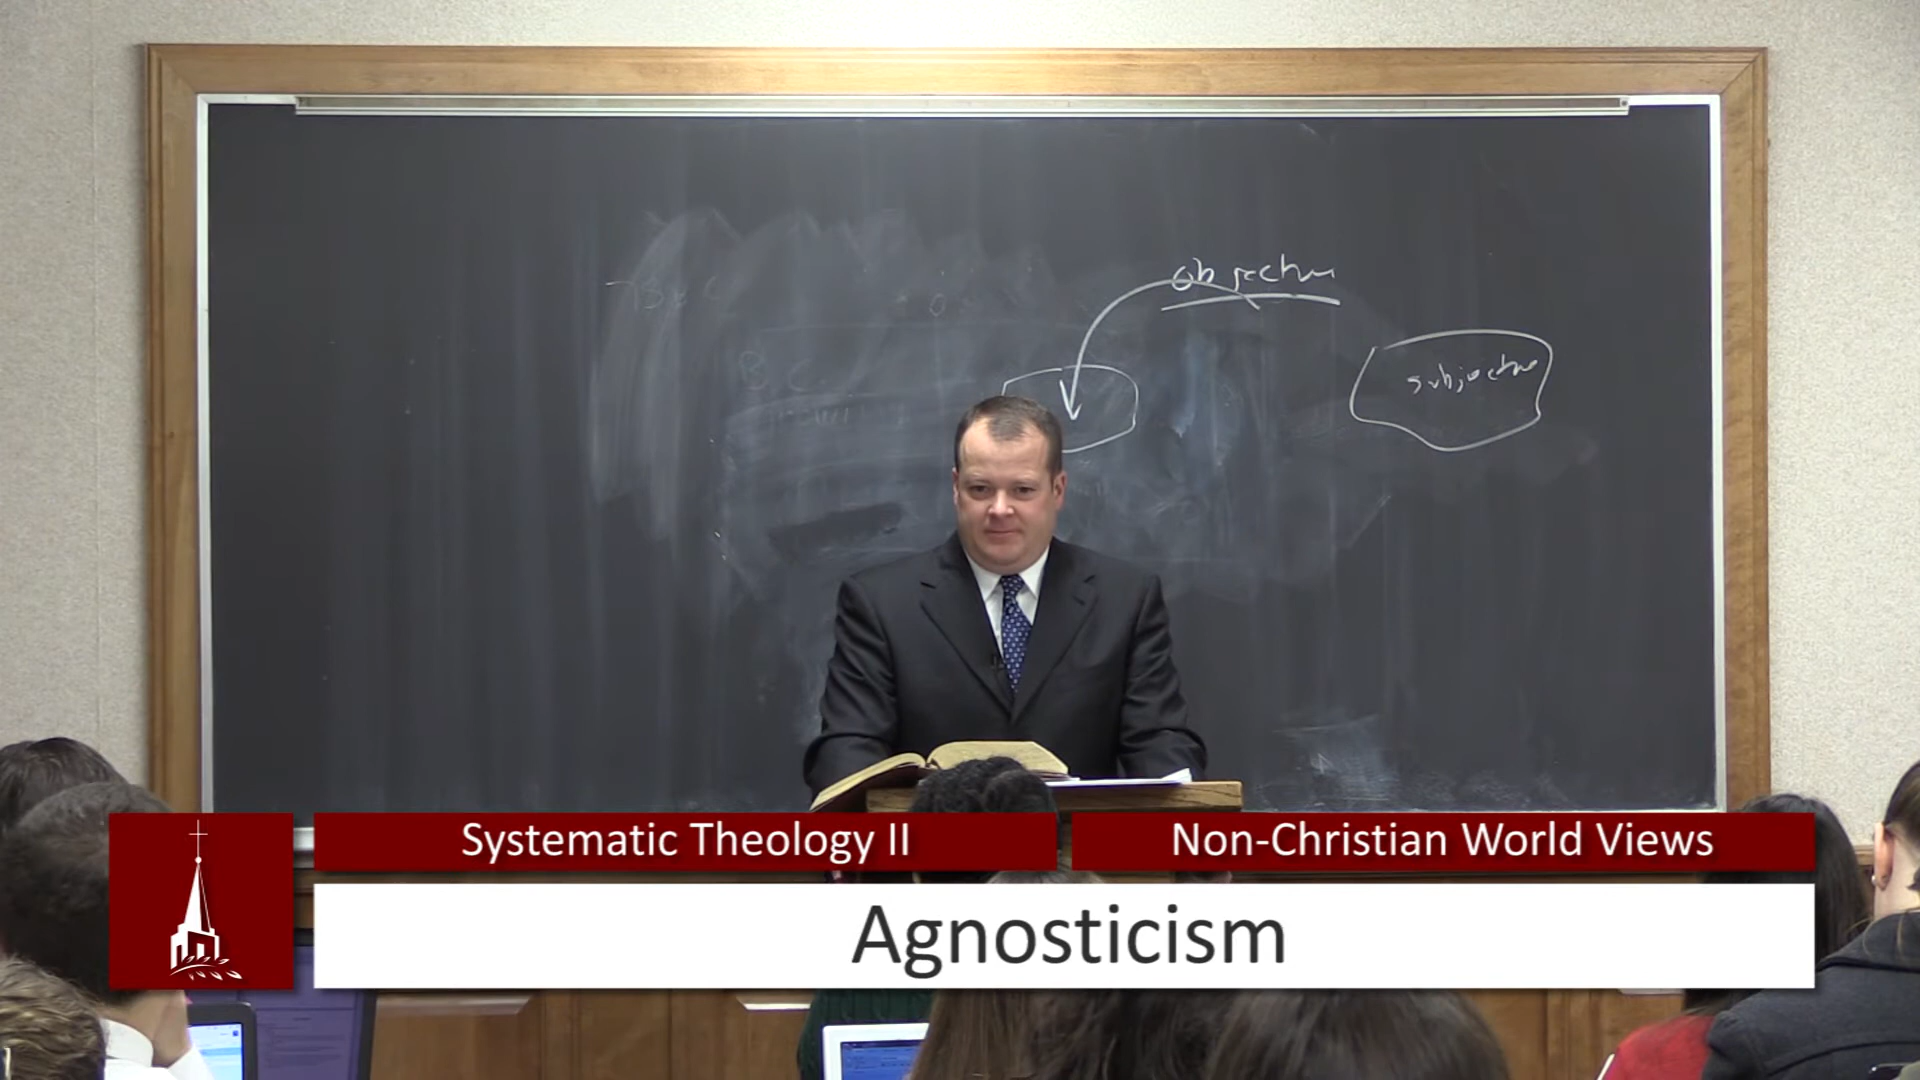 objective
subjective
Systematic Theology II
Non-Christian World Views
Agnosticism